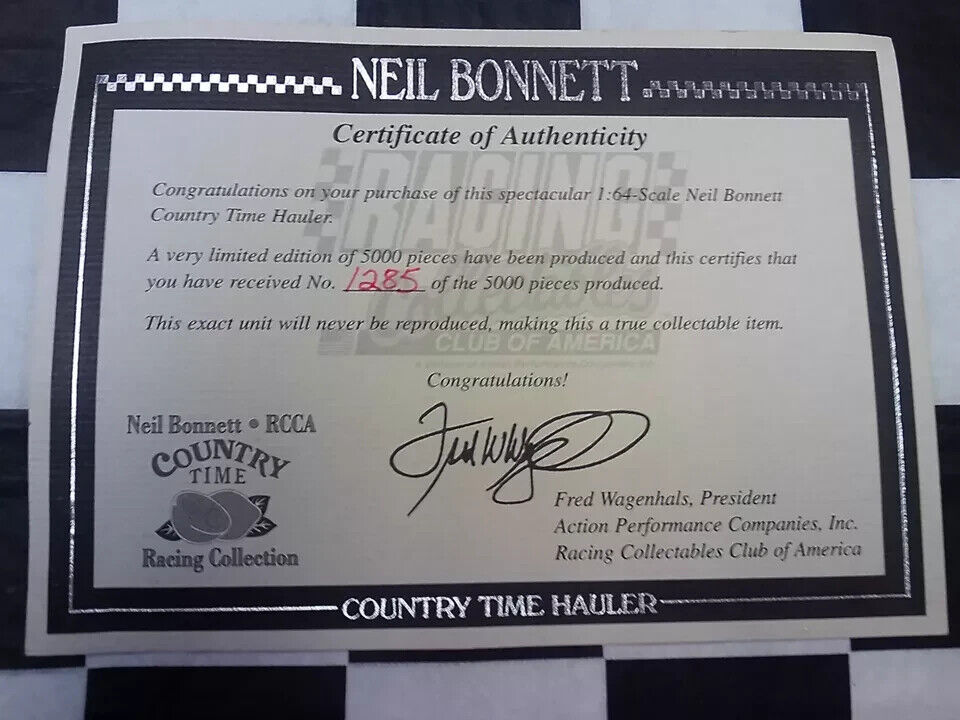 NEIL BONNETT
Certificate of Authenticity
Congratulations on your purchase of this spectacular 1:64-Scale Neil Bonnett
Country Time Hauler.
A very limited edition of 5000 pieces have been produced and this certifies that
you have received No. 1285 of the 5000 pieces produced.
This exact unit will never be reproduced, making this a true collectable item.
RACING
Collectables
CLUB OF AMERICA
Congratulations!
Neil Bonnett • RCCA
COUNTRY
TIME
Racing Collection
Fred Wagenhals, President
Action Performance Companies, Inc.
Racing Collectables Club of America
COUNTRY TIME HAULER